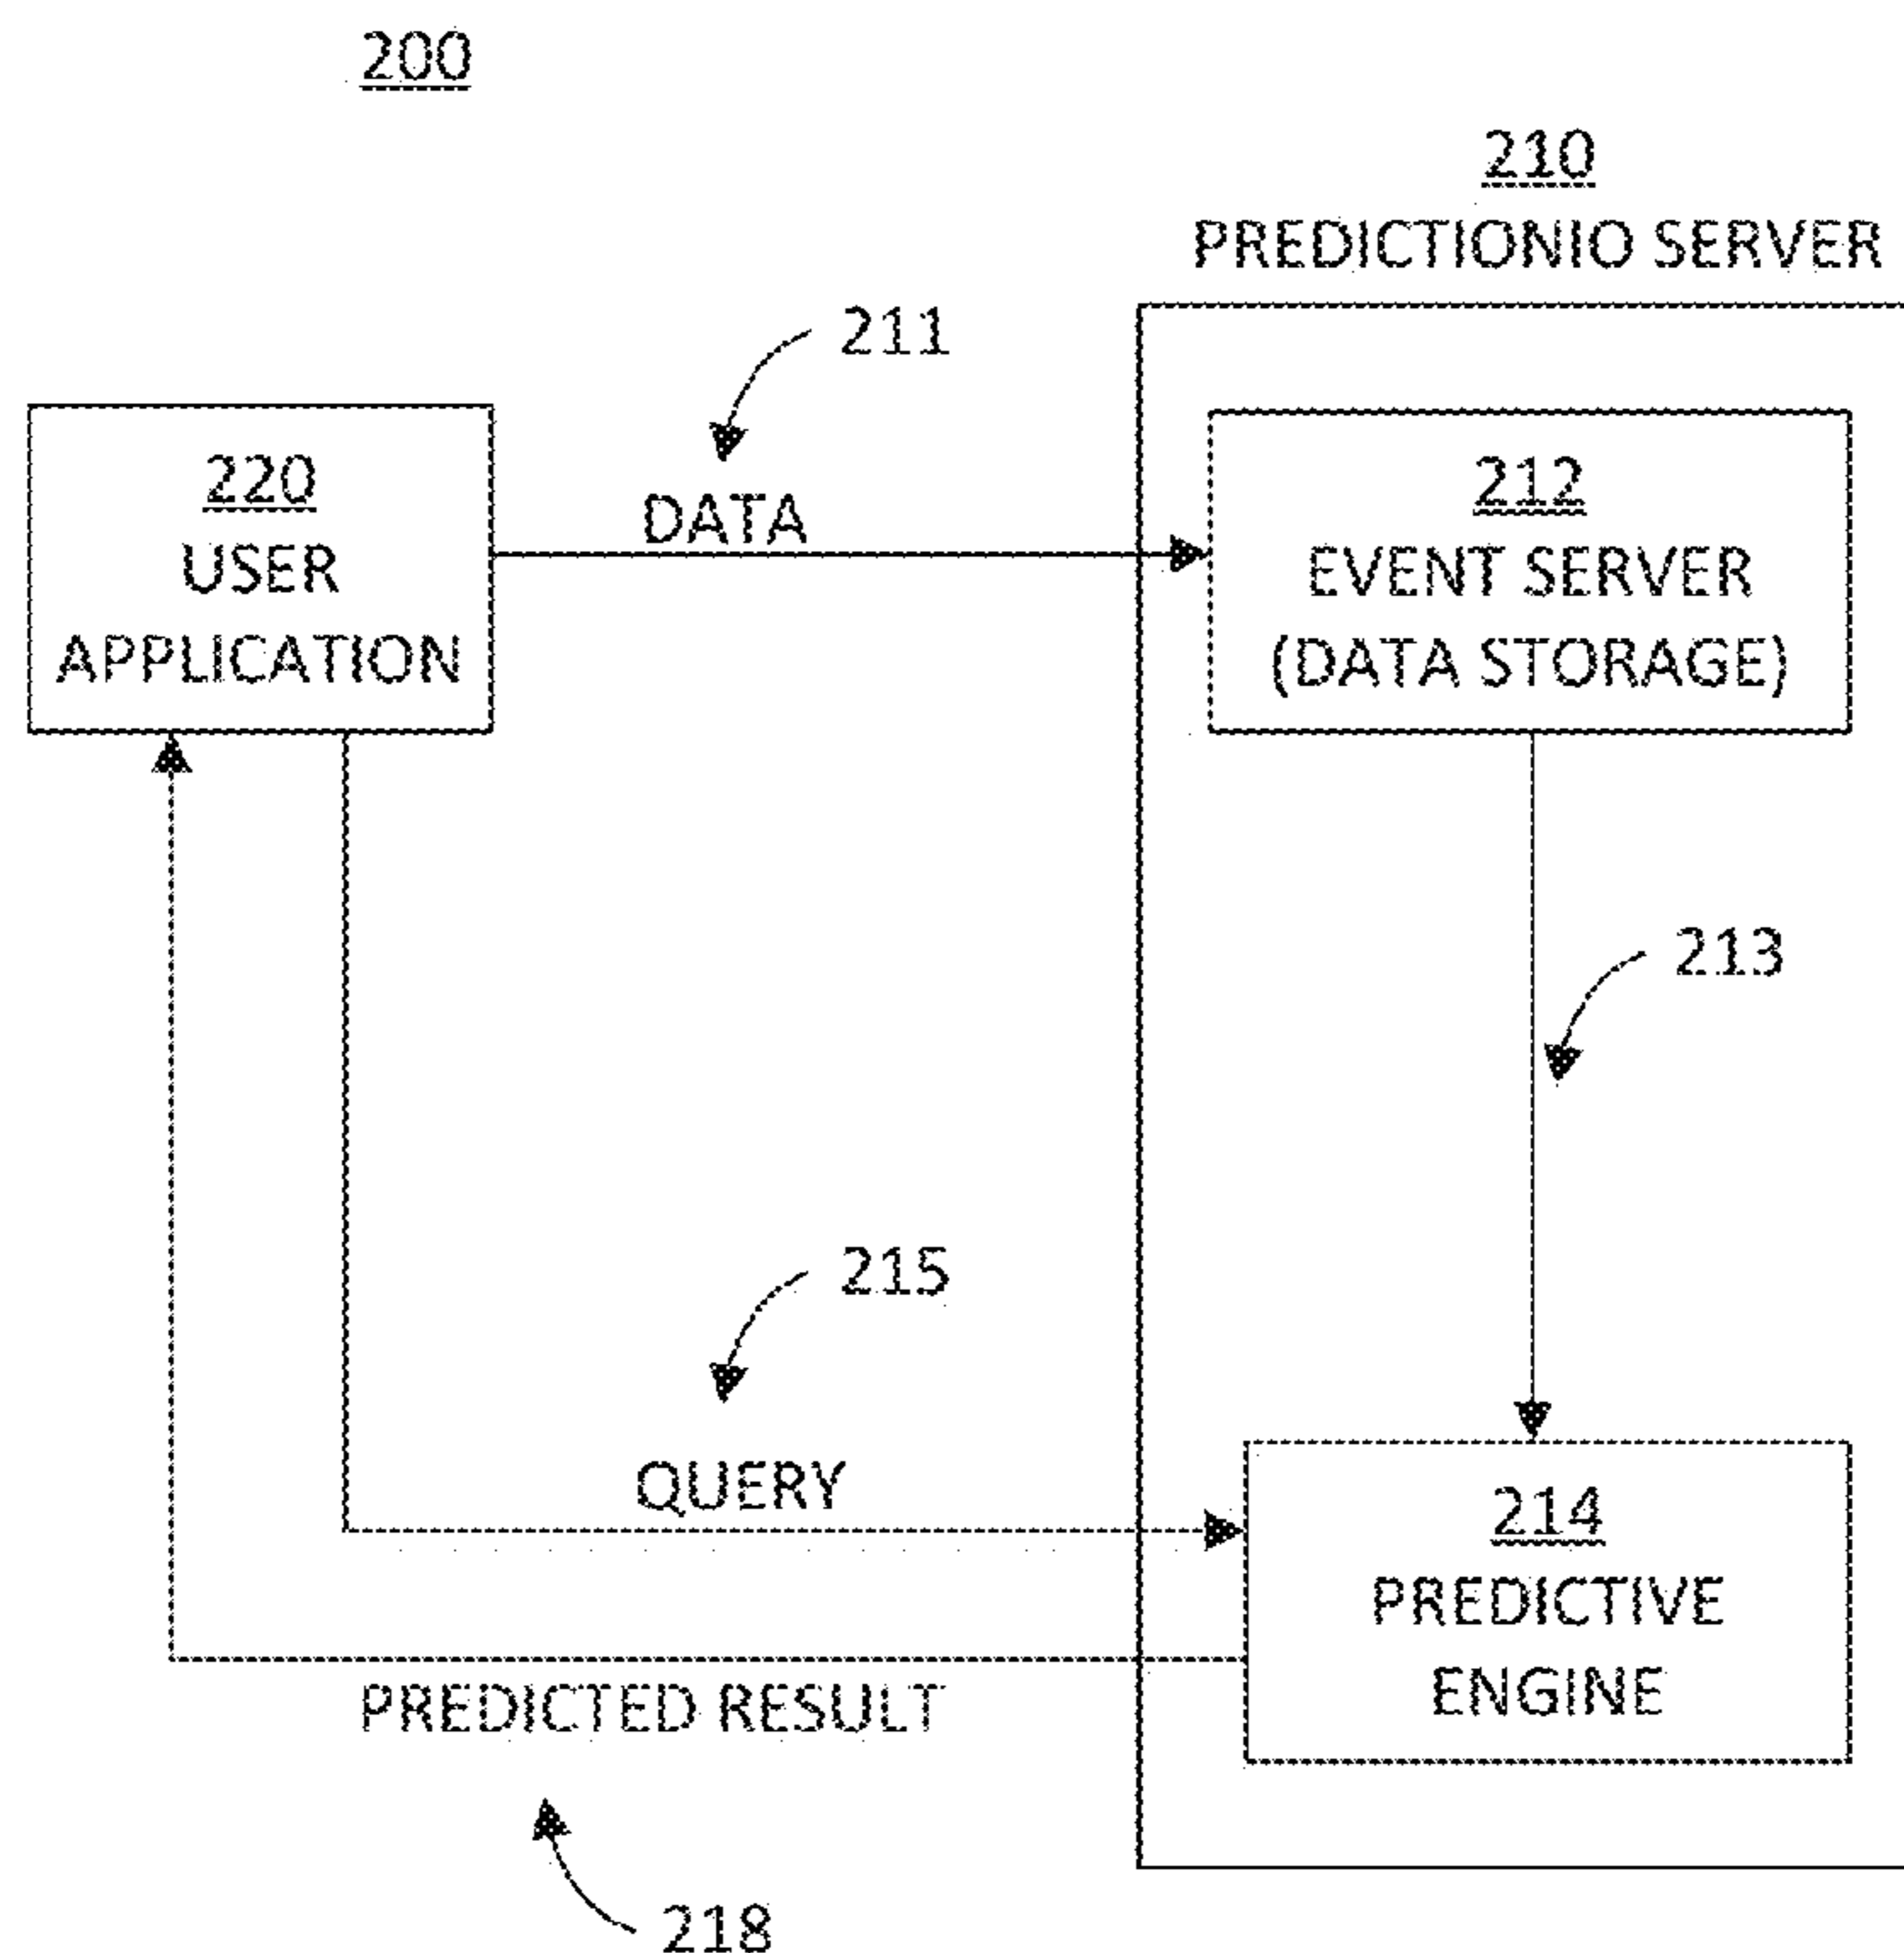 200
210
PREDICTIONIO SERVER
211
220
USER
APPLICATION
DATA
212
EVENT SERVER
(DATA STORAGE)
213
215
QUERY
214
PREDICTIVE
ENGINE
PREDICTED RESULT
218